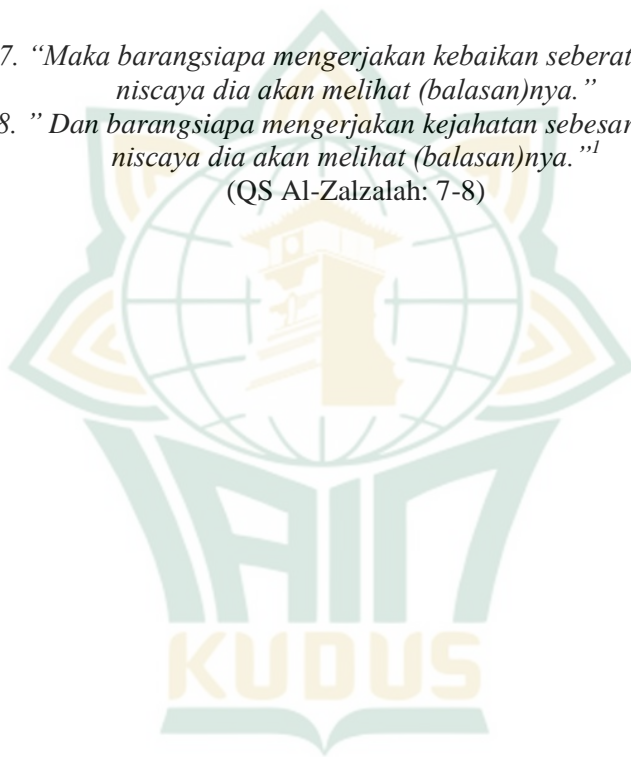 7. “Maka barangsiapa mengerjakan kebaikan seberat
niscaya dia akan melihat (balasan)nya.”
8. ” Dan barangsiapa mengerjakan kejahatan sebesar
niscaya dia akan melihat (balasan)nya.”1
(QS Al-Zalzalah: 7-8)
IAIN
KUDUS